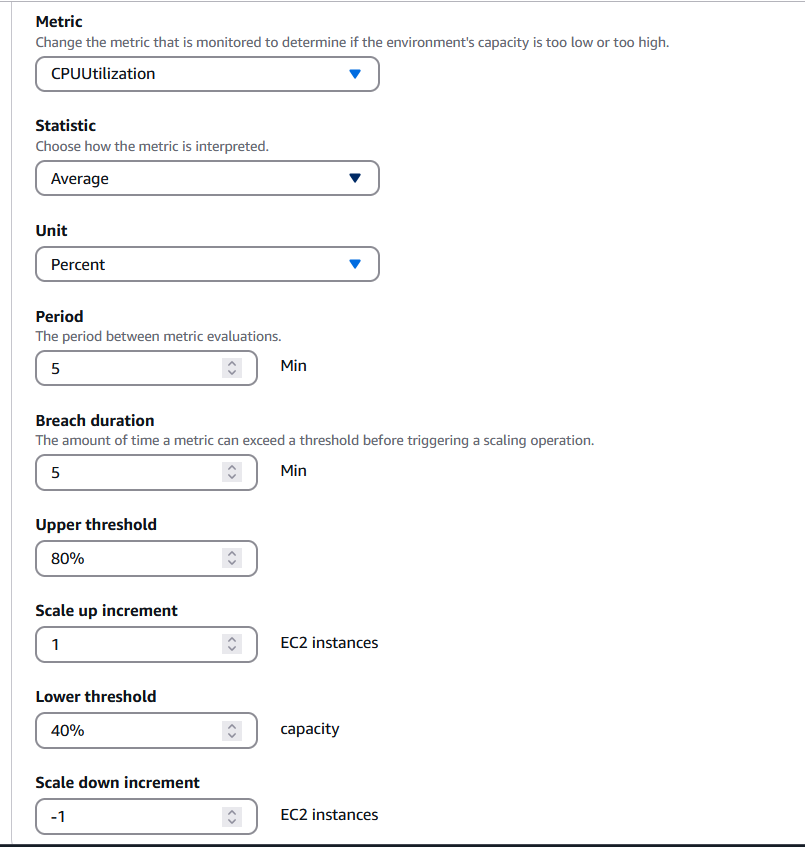 Metric
Change the metric that is monitored to determine if the environment's capacity is too low or too high.
CPUUtilization
Statistic
Choose how the metric is interpreted.
Average
Unit
Percent
Period
The period between metric evaluations.
5 Min
Breach duration
The amount of time a metric can exceed a threshold before triggering a scaling operation.
5 Min
Upper threshold
80%
Scale up increment
1 EC2 instances
Lower threshold
40% capacity
Scale down increment
-1 EC2 instances